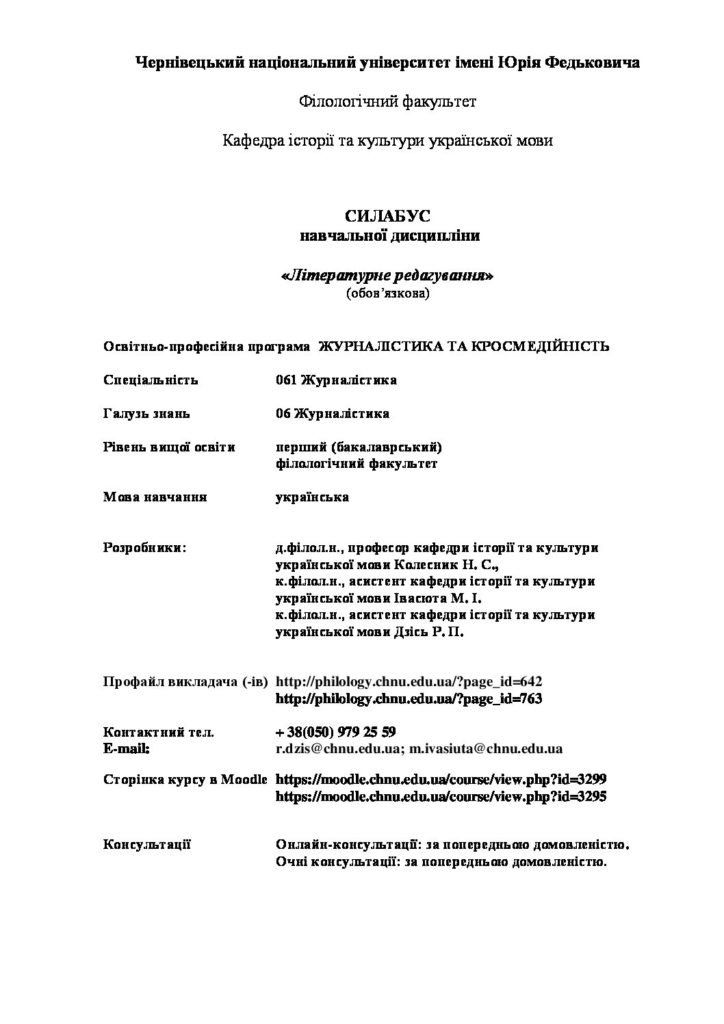 Чернівецький національний університет імені Юрія Федьковича
Філологічний факультет
Кафедра історії та культури української мови
СИЛАБУС
навчальної дисципліни
«Літературне редагування»
(обов’язкова)
Освітньо-професійна програма ЖУРНАЛІСТИКА ТА КРОСМЕДІЙНІСТЬ
Спеціальність 061 Журналістика
Галузь знань 06 Журналістика
Рівень вищої освіти перший (бакалаврський)
філологічний факультет
Мова навчання українська
Розробники: д.філол.н., професор кафедри історії та культури
української мови Колесник Н. С.,
к.філол.н., асистент кафедри історії та культури
української мови Івасюта М. І.
к.філол.н., асистент кафедри історії та культури
української мови Дзісь Р. П.
Профайл викладача (-ів) http://philology.chnu.edu.ua/?page_id=642
http://philology.chnu.edu.ua/?page_id=763
Контактний тел. + 38(050) 979 25 59
E-mail: r.dzis@chnu.edu.ua; m.ivasiuta@chnu.edu.ua
Сторінка курсу в Moodle https://moodle.chnu.edu.ua/course/view.php?id=3299
https://moodle.chnu.edu.ua/course/view.php?id=3295
Консультації Онлайн-консультації: за попередньою домовленістю.
Очні консультації: за попередньою домовленістю.